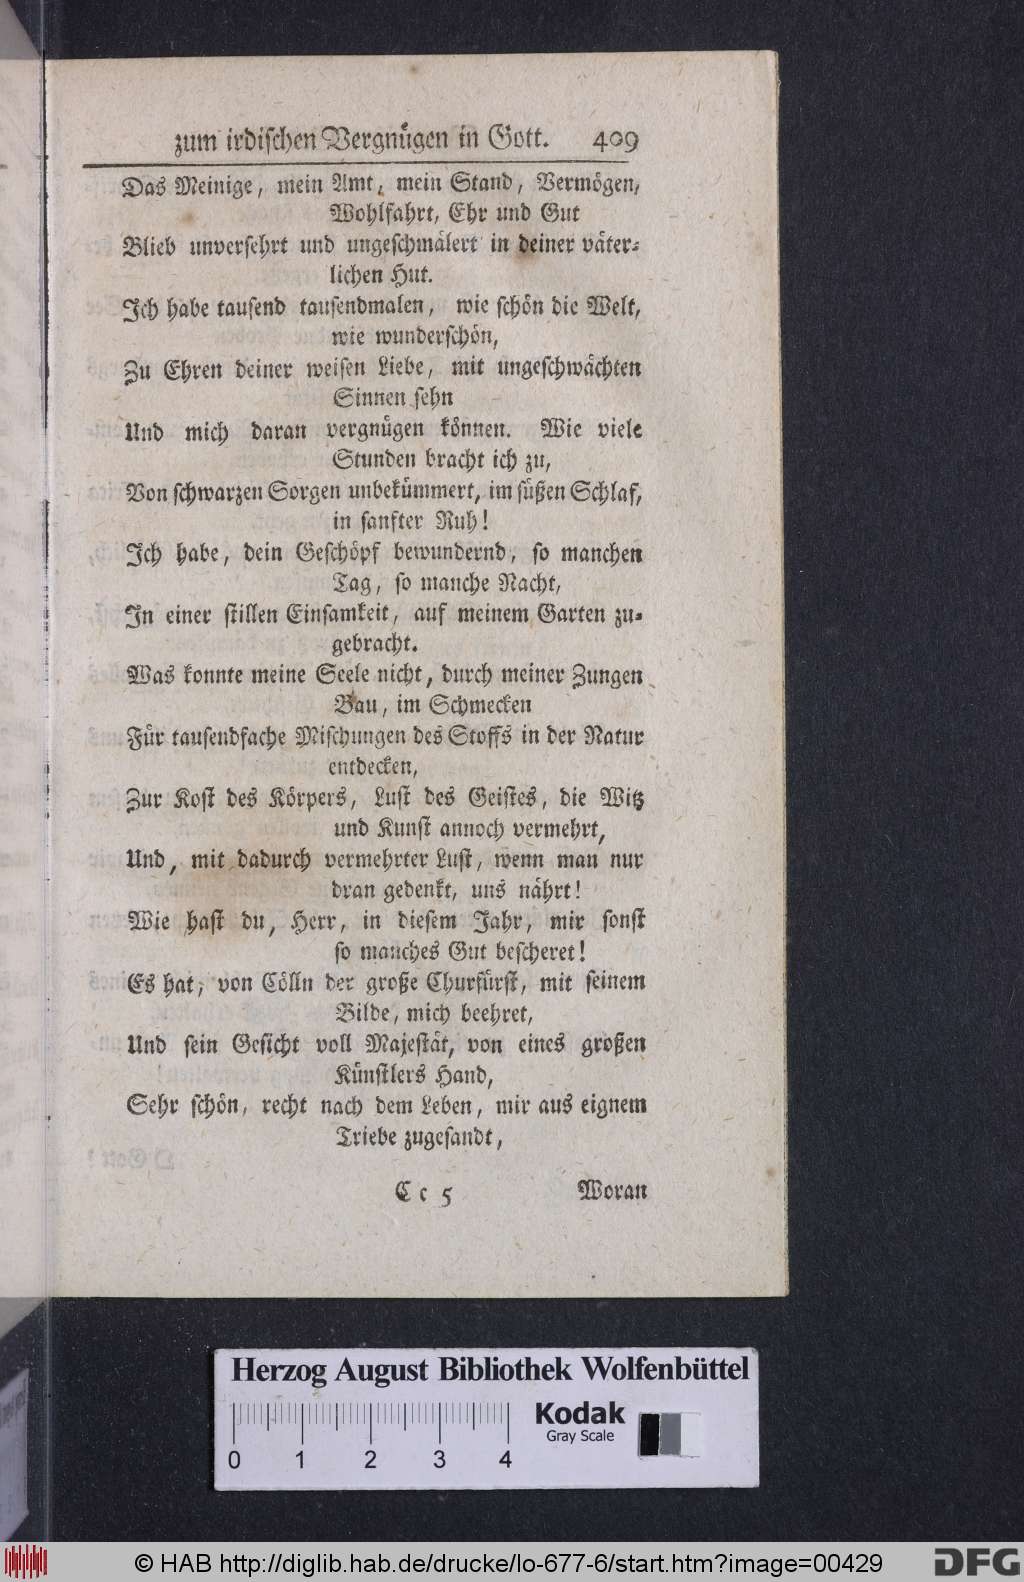 zum irdischen Vergnügen in Gott. 409
Das Meinige, mein Amt, mein Stand, Vermögen,
Wohlfahrt, Ehr und Gut
Blieb unversehrt und ungeschmälert in deiner väter-
lichen Hut.
Ich habe tausend tausendmalen, wie schön die Welt,
wie wunderschön,
Zu Ehren deiner weisen Liebe, mit ungeschwächten
Sinnen sehn
Und mich daran vergnügen können. Wie viele
Stunden bracht ich zu,
Von schwarzen Sorgen unbekümmert, im süßen Schlaf,
in sanfter Ruh!
Ich habe, dein Geschöpf bewundernd, so manchen
Tag, so manche Nacht,
In einer stillen Einsamkeit, auf meinem Garten zu-
gebracht.
Was konnte meine Seele nicht, durch meiner Zungen
Bau, im Schmecken
Für tausendfache Mischungen des Stoffs in der Natur
entdecken,
Zur Kost des Körpers, Lust des Geistes, die Witz
und Kunst annoch vermehrt,
Und, mit dadurch vermehrter Lust, wenn man nur
dran gedenkt, uns nährt!
Wie hast du, Herr, in diesem Jahr, mir sonst
so manches Gut bescheret!
Es hat, von Cölln der große Churfürst, mit seinem
Bilde, mich beehret,
Und sein Gesicht voll Majestät, von eines großen
Künstlers Hand,
Sehr schön, recht nach dem Leben, mir aus eignem
Triebe zugesandt,
C c 5 Woran
Herzog August Bibliothek Wolfenbüttel
Kodak
Gray Scale
0 1 2 3 4
© HAB http://diglib.hab.de/drucke/lo-677-6/start.htm?image=00429
DFG